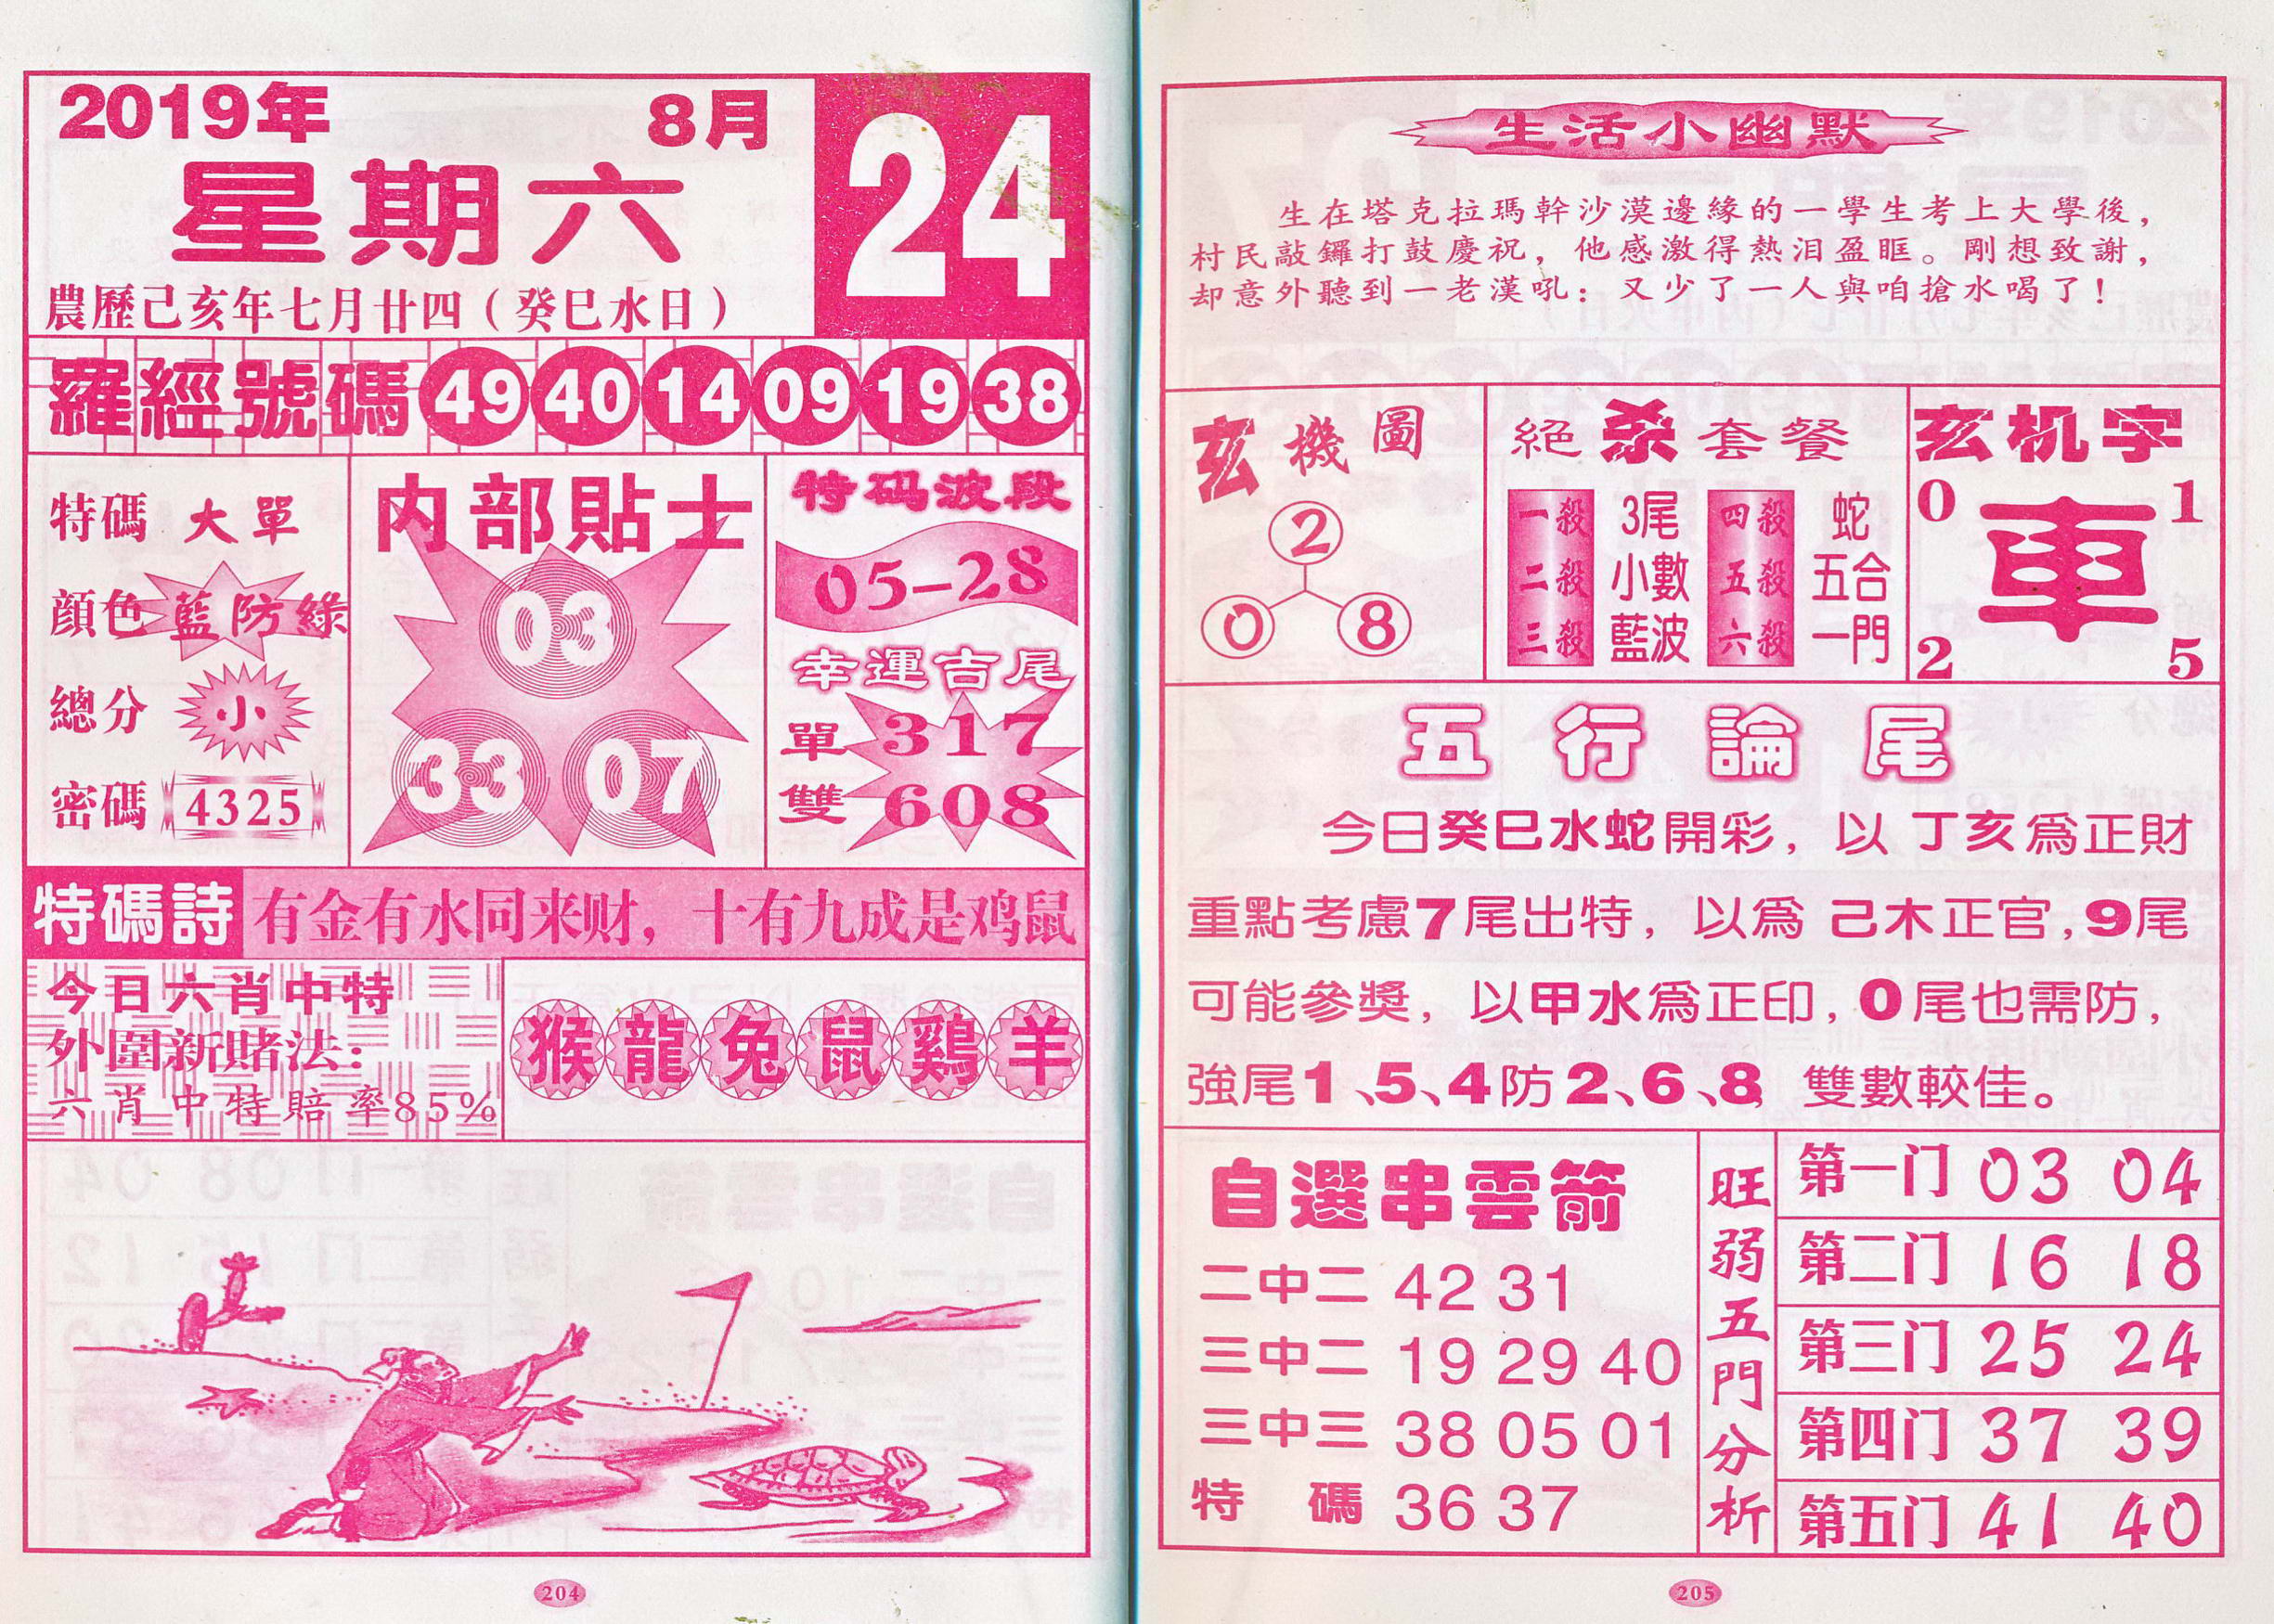 2019年 8月
24
星期六
農歷己亥年七月廿四（癸巳水日）
羅經號碼 49 40 14 09 19 38
特碼 大單
顔色 藍防綠
總分 小
密碼 4325
内部貼士
03
33 07
特码波段
05-28
幸運吉尾
單 317
雙 608
特碼詩 有金有水同来财，十有九成是鸡鼠
今日六肖中特
外圍新賭法：
六肖中特賠率85%
猴 龍 兔 鼠 鷄 羊
204
生活小幽默
生在塔克拉瑪幹沙漠邊緣的一學生考上大學後，
村民敲鑼打鼓慶祝，他感激得熱泪盈眶。剛想致謝，
却意外聽到一老漢吼：又少了一人與咱搶水喝了！
玄機圖
2
0 8
絕杀套餐
一殺 3尾 四殺 蛇
二殺 小數 五殺 五合
三殺 藍波 六殺 一門
玄机字
0 1
車
2 5
五行論尾
今日癸巳水蛇開彩，以丁亥爲正財
重點考慮7尾出特，以爲己木正官，9尾
可能參獎，以甲水爲正印，0尾也需防，
強尾1、5、4防2、6、8，雙數較佳。
自選串雲箭
二中二 42 31
三中二 19 29 40
三中三 38 05 01
特碼 36 37
旺弱五門分析
第一门 03 04
第二门 16 18
第三门 25 24
第四门 37 39
第五门 41 40
205